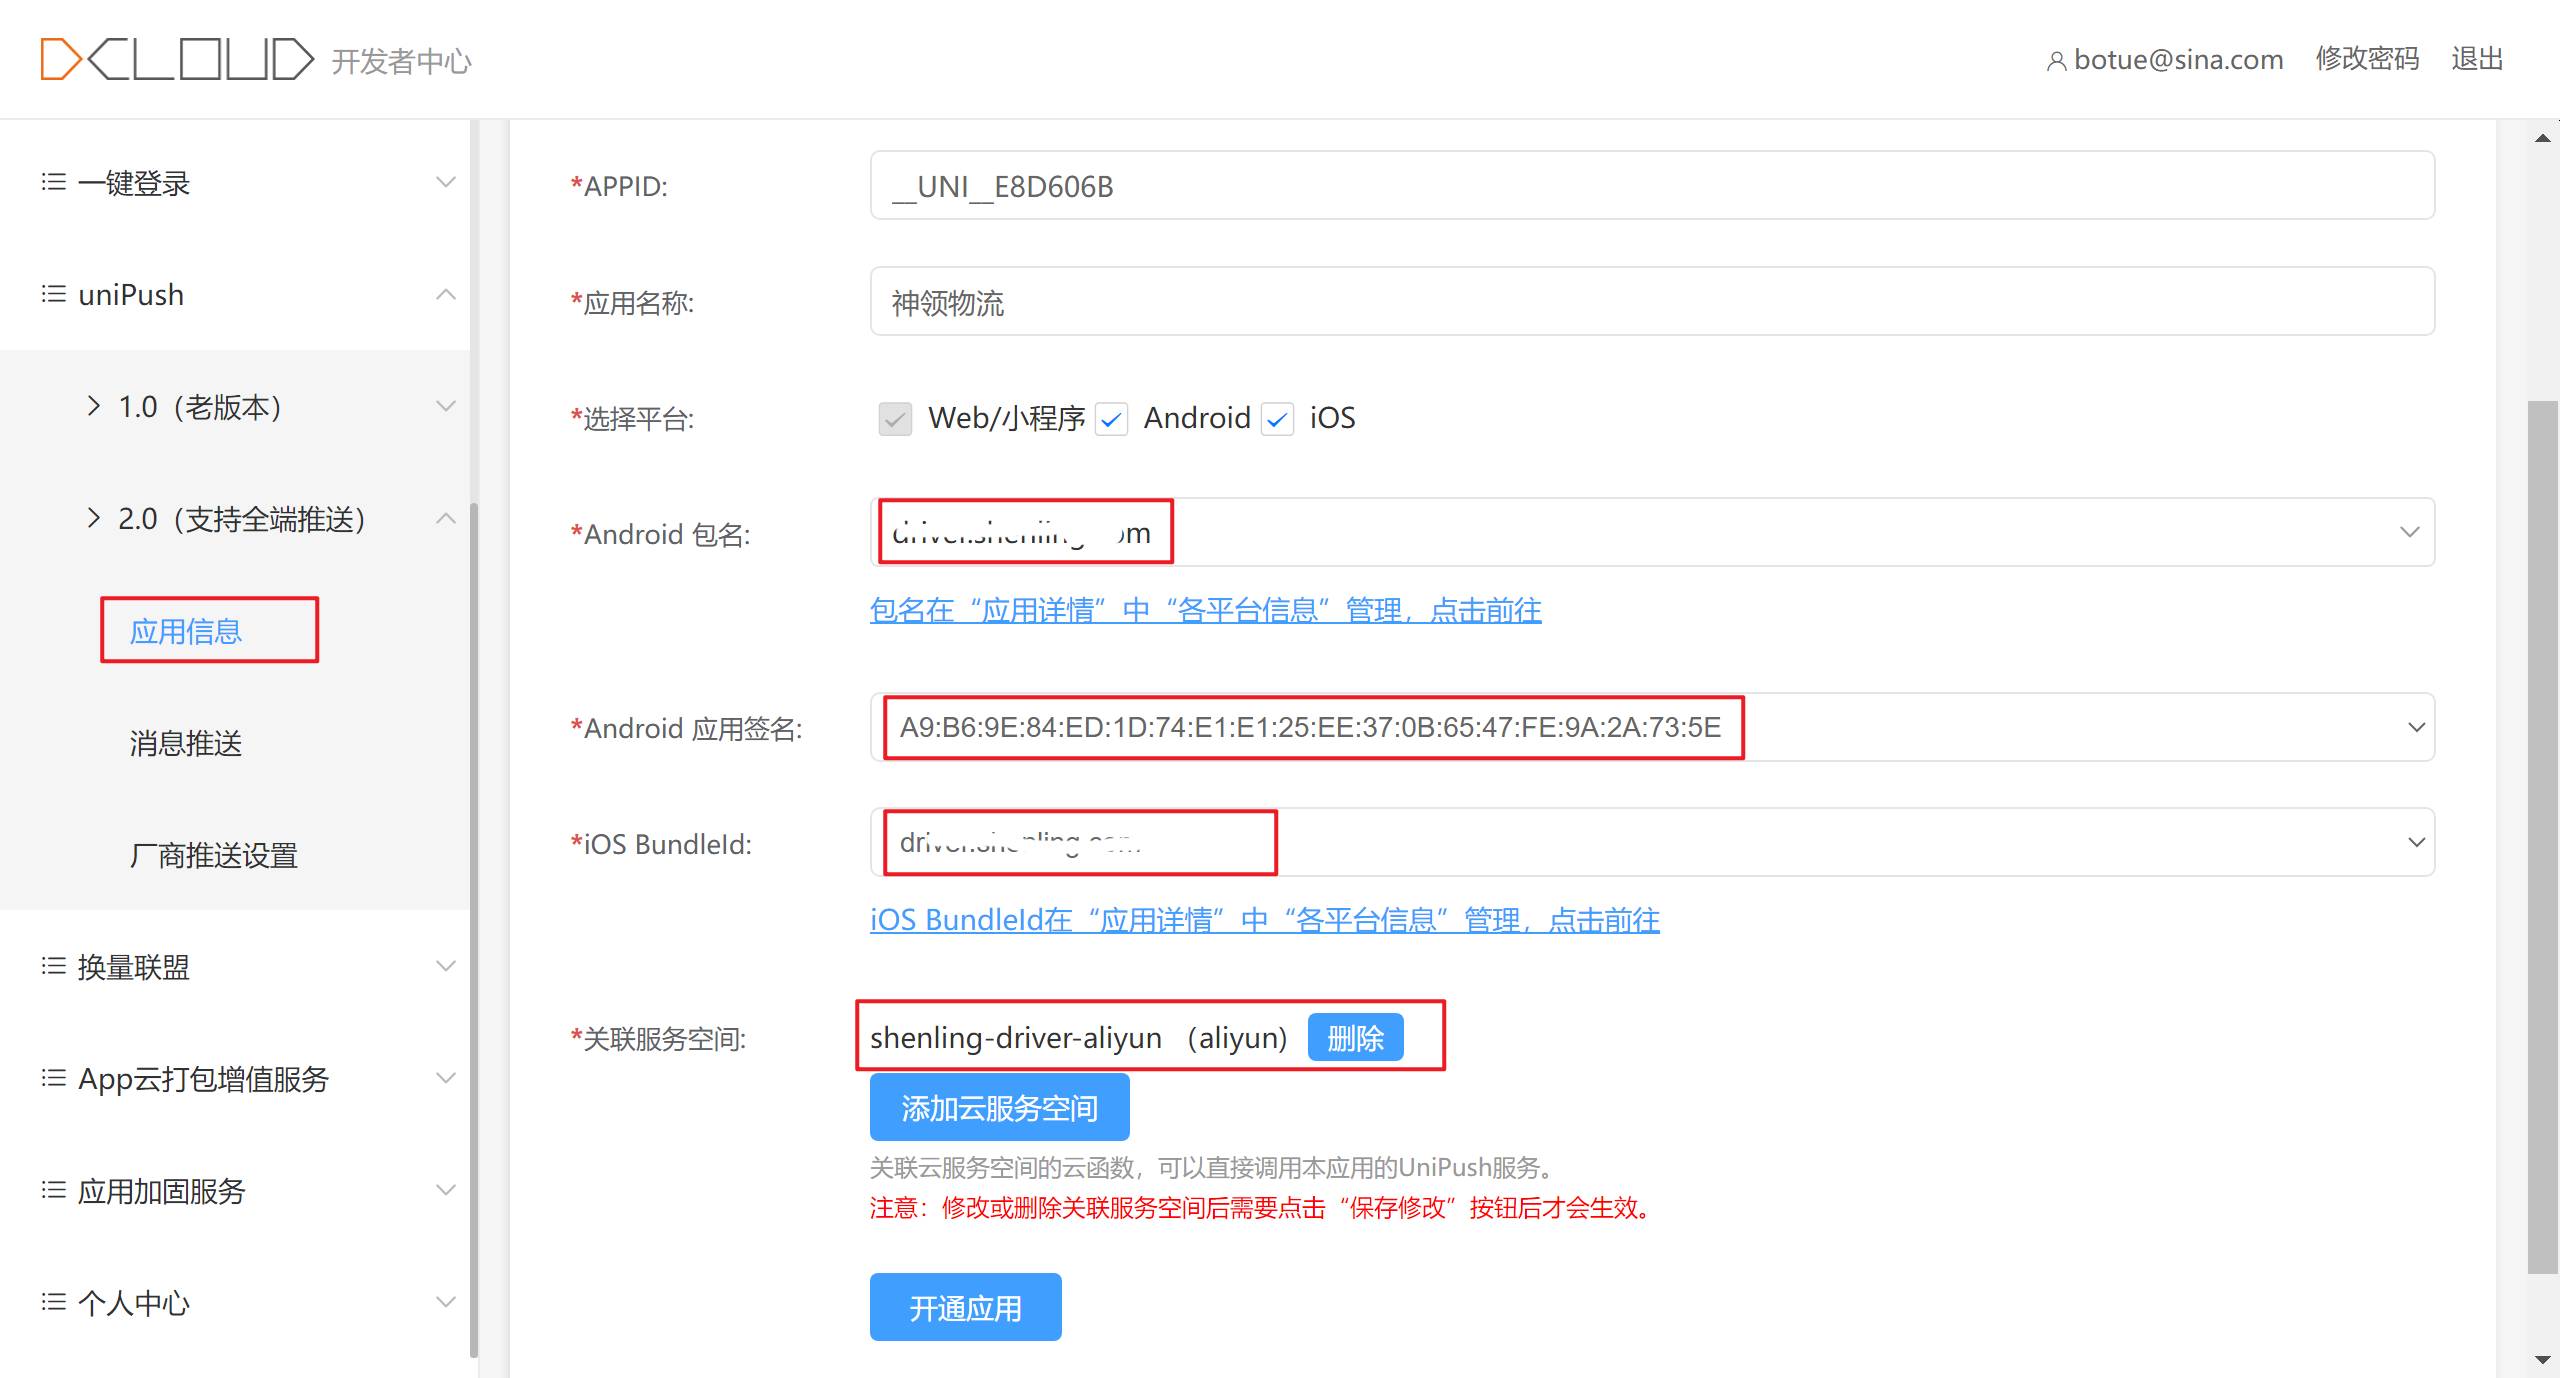 DCLOUD 开发者中心
botue@sina.com 修改密码 退出
一键登录
uniPush
1.0（老版本）
2.0（支持全端推送）
应用信息
消息推送
厂商推送设置
换量联盟
App云打包增值服务
应用加固服务
个人中心
*APPID: __UNI__E8D606B
*应用名称: 神领物流
*选择平台: Web/小程序 Android iOS
*Android 包名:
包名在“应用详情”中“各平台信息”管理，点击前往
*Android 应用签名: A9:B6:9E:84:ED:1D:74:E1:E1:25:EE:37:0B:65:47:FE:9A:2A:73:5E
*iOS BundleId:
iOS BundleId在“应用详情”中“各平台信息”管理，点击前往
*关联服务空间: shenling-driver-aliyun （aliyun） 删除
添加云服务空间
关联云服务空间的云函数，可以直接调用本应用的UniPush服务。
注意：修改或删除关联服务空间后需要点击“保存修改”按钮后才会生效。
开通应用